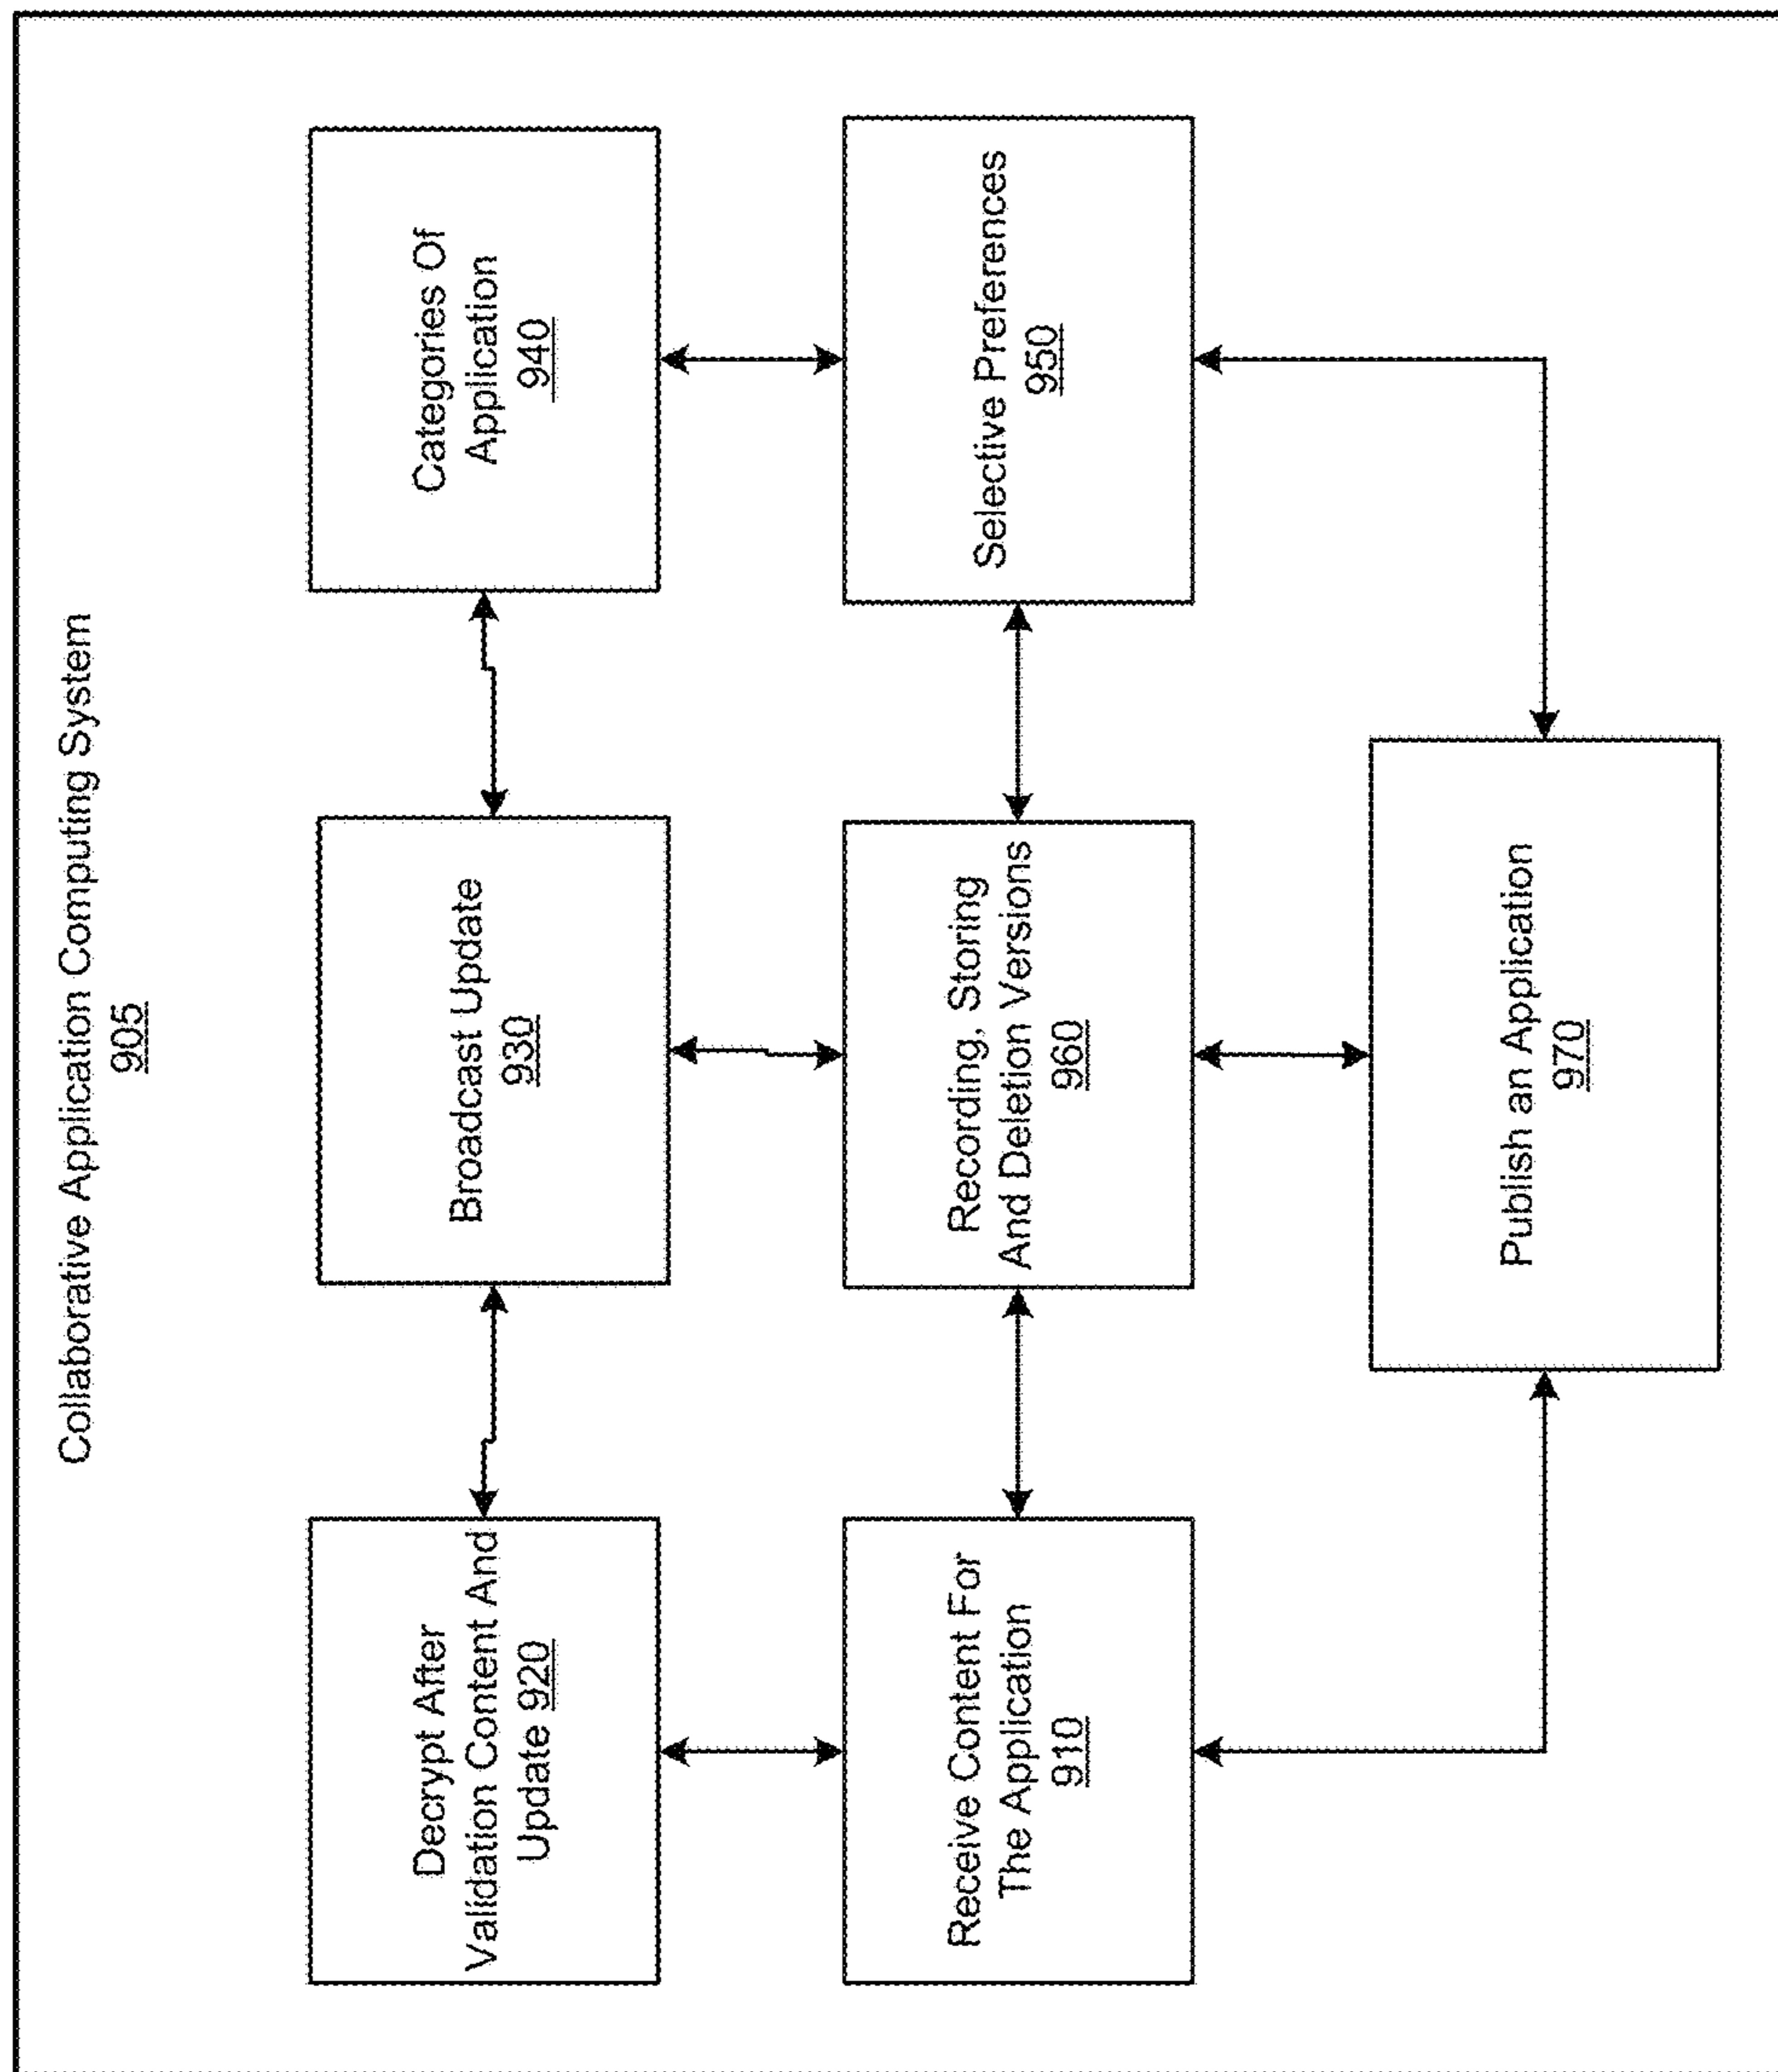 Collaborative Application Computing System
905
Decrypt After
Validation Content And
Update 920
Broadcast Update
930
Categories Of
Application
940
Receive Content For
The Application
910
Recording, Storing
And Deletion Versions
960
Selective Preferences
950
Publish an Application
970